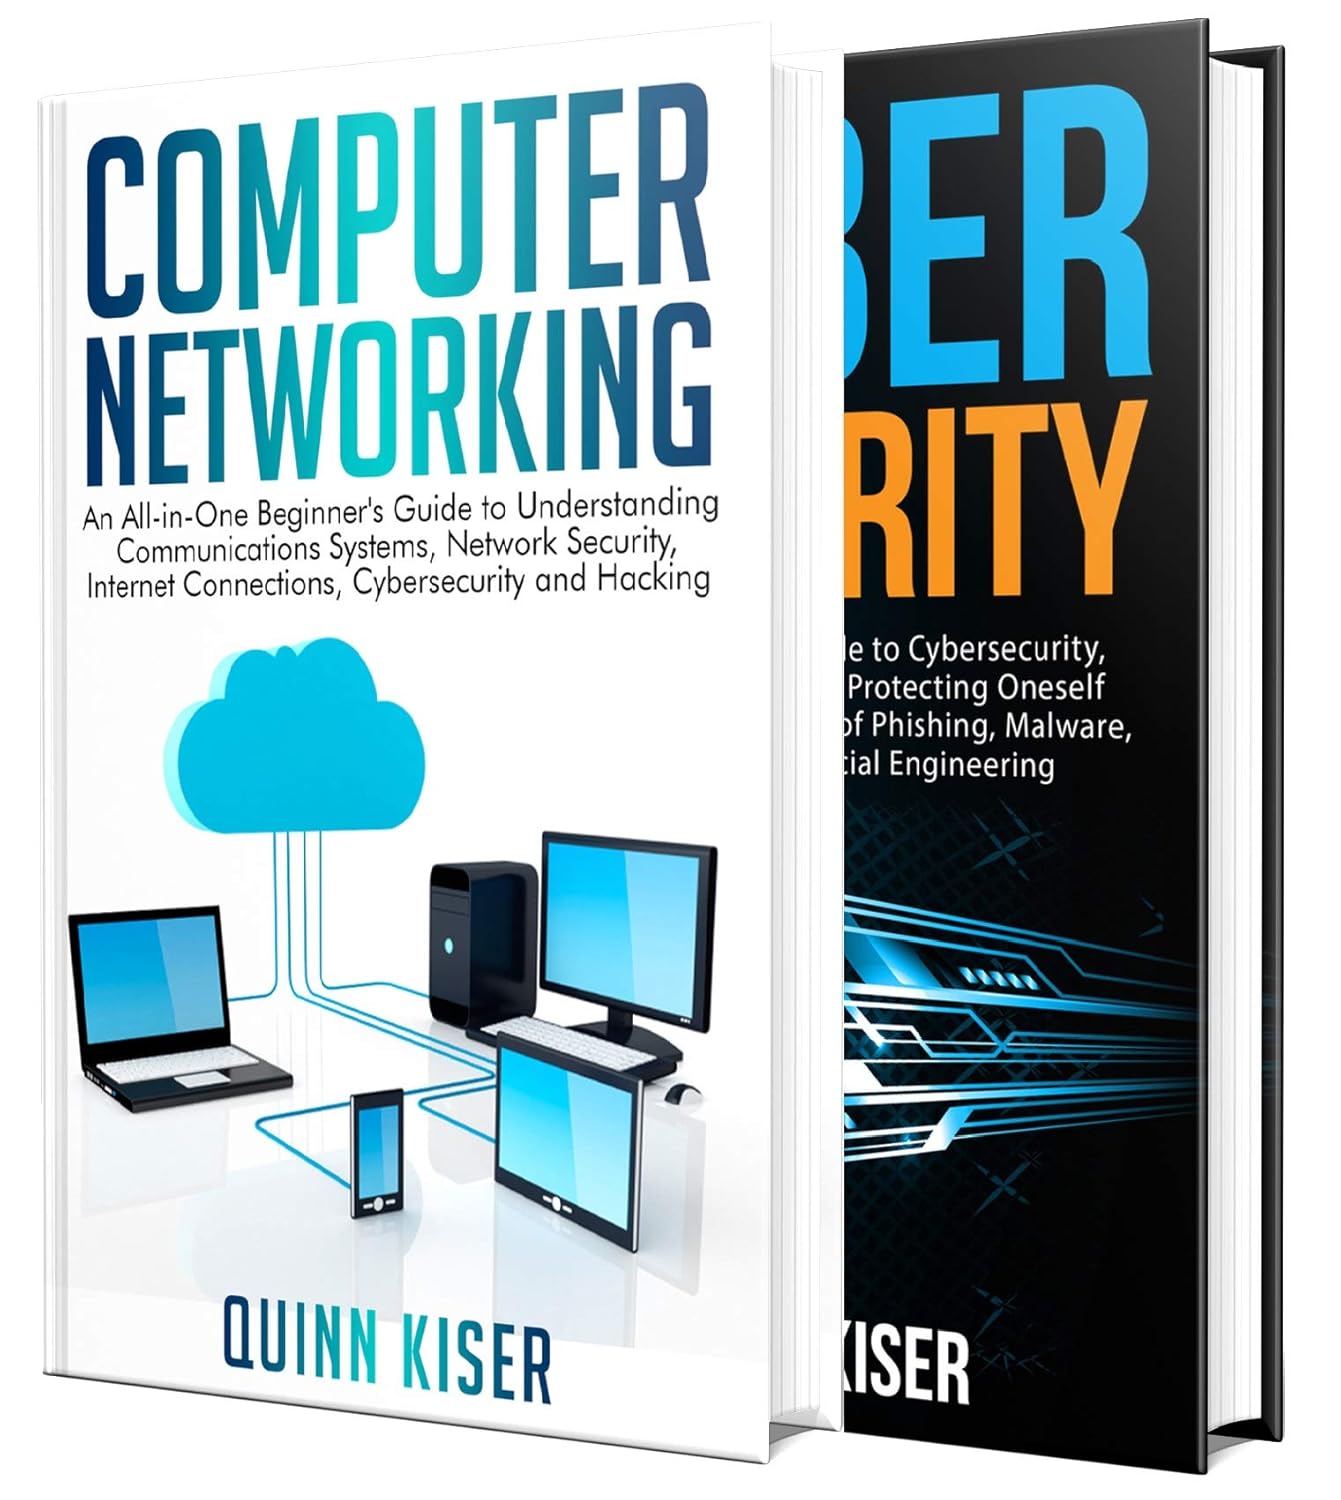 COMPUTER
NETWORKING
An All-in-One Beginner's Guide to Understanding
Communications Systems, Network Security,
Internet Connections, Cybersecurity and Hacking
QUINN KISER
BER
RITY
le to Cybersecurity,
Protecting Oneself
of Phishing, Malware,
cial Engineering
KISER